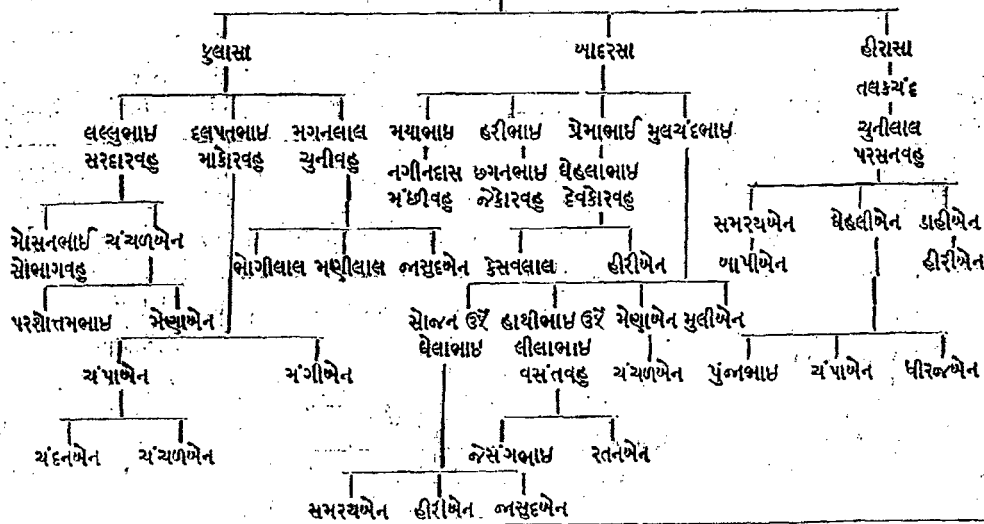 ફુલાસા ખાદરસા હીરાસા
તલકચંદ
લલ્લુભાઇ દલપતભાઇ મગનલાલ મયાભાઇ હરીભાઇ પ્રેમાભાઈ મુલચંદભાઇ ચુનીલાલ
સરદારવહુ માકોરવહુ ચુનીવહુ નગીનદાસ છગનભાઇ ઘેહલાભાઇ પરસનવહુ
મંછીવહુ જેકોરવહુ દેવકોરવહુ
સમરથબેન ઘેહલીબેન ડાહીબેન
મોસનભાઈ ચંચળબેન
સોભાગવહુ ભોગીલાલ મણીલાલ જાસુદબેન કેસવલાલ હીરીબેન બાપીબેન હીરીબેન
પરશોતમભાઇ મેણાબેન સોજન ઉર્ફે હાથીભાઇ ઉર્ફે મેણાબેન મુલીબેન
ઘેલાભાઇ લીલાભાઇ
ચંપાબેન મંગીબેન વસંતવહુ ચંચળબેન પુંજાભાઇ ચંપાબેન ધીરજબેન
ચંદનબેન ચંચળબેન જેસંગભાઇ રતનબેન
સમરથબેન હીરીબેન જાસુદબેન